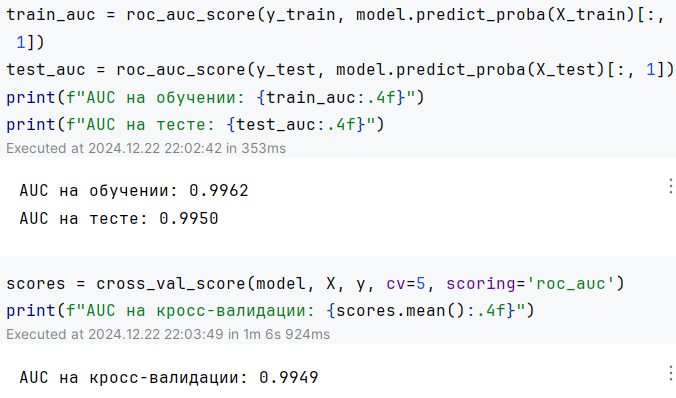 train_auc = roc_auc_score(y_train, model.predict_proba(X_train)[:,
1])
test_auc = roc_auc_score(y_test, model.predict_proba(X_test)[:, 1])
print(f"AUC на обучении: {train_auc:.4f}")
print(f"AUC на тесте: {test_auc:.4f}")
Executed at 2024.12.22 22:02:42 in 353ms
AUC на обучении: 0.9962
AUC на тесте: 0.9950
scores = cross_val_score(model, X, y, cv=5, scoring='roc_auc')
print(f"AUC на кросс-валидации: {scores.mean():.4f}")
Executed at 2024.12.22 22:03:49 in 1m 6s 924ms
AUC на кросс-валидации: 0.9949